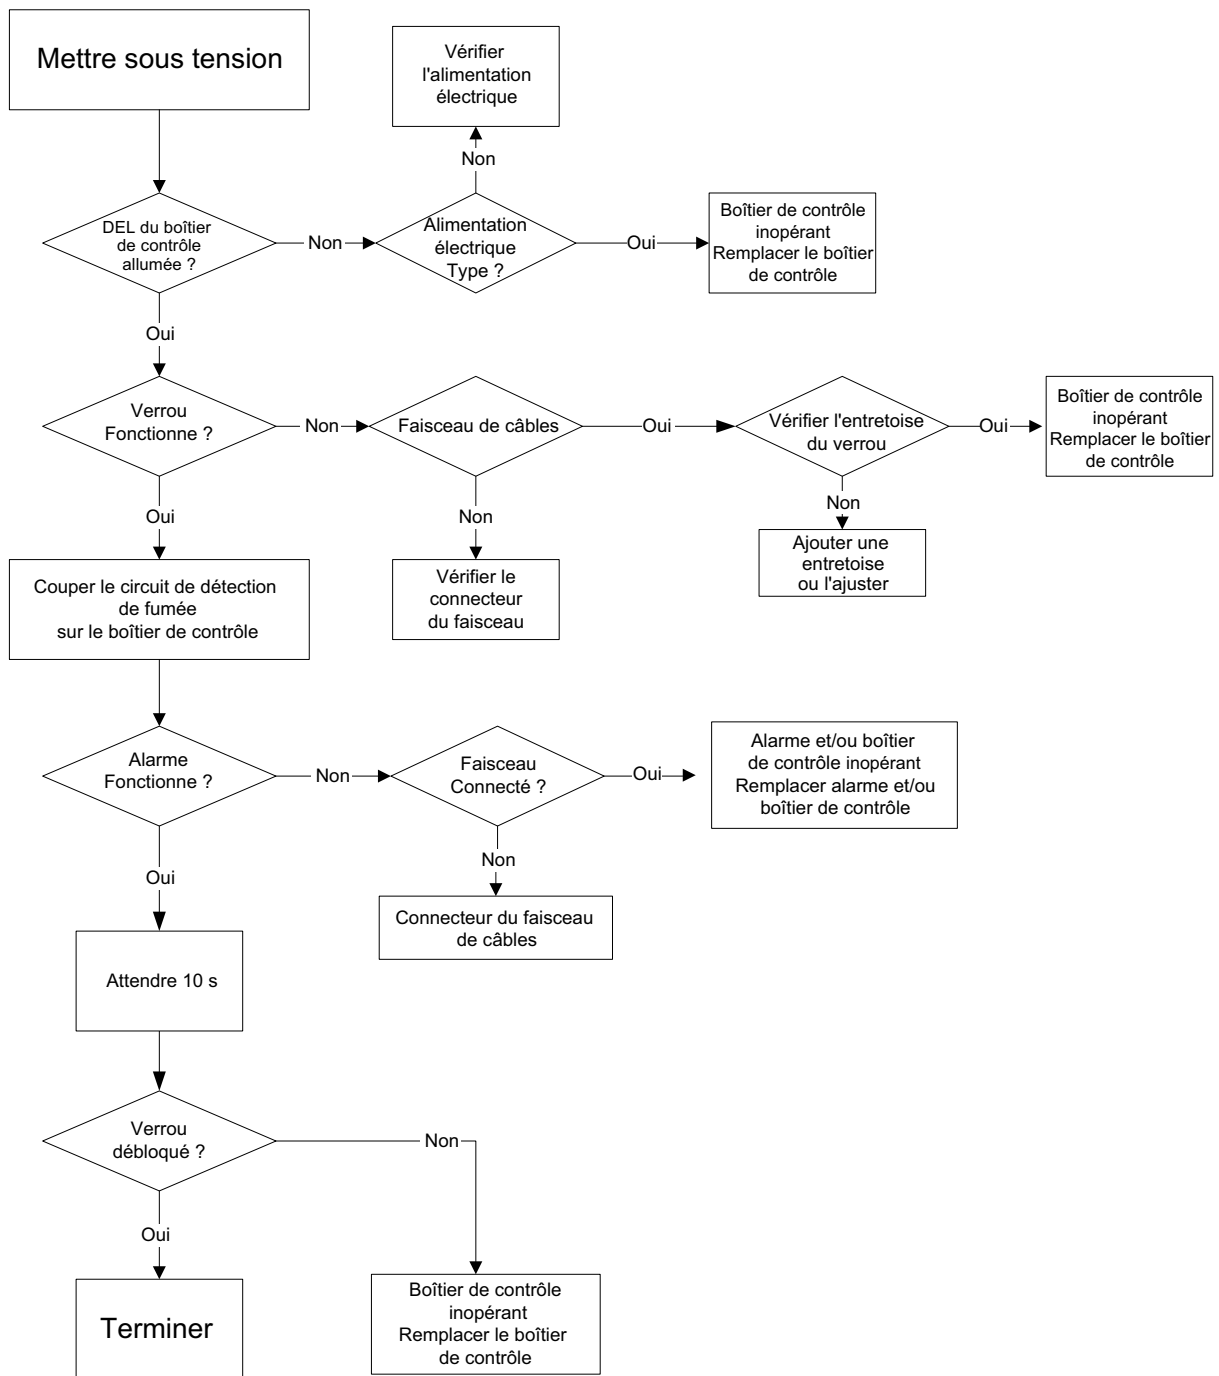 Mettre sous tension
Vérifier
l'alimentation
électrique
Non
DEL du boîtier
de contrôle
allumée ?
Non
Alimentation
électrique
Type ?
Oui
Boîtier de contrôle
inopérant
Remplacer le boîtier
de contrôle
Oui
Verrou
Fonctionne ?
Non
Faisceau de câbles
Oui
Vérifier l'entretoise
du verrou
Oui
Boîtier de contrôle
inopérant
Remplacer le boîtier
de contrôle
Oui
Non
Non
Couper le circuit de détection
de fumée
sur le boîtier de contrôle
Vérifier le
connecteur
du faisceau
Ajouter une
entretoise
ou l'ajuster
Alarme
Fonctionne ?
Non
Faisceau
Connecté ?
Oui
Alarme et/ou boîtier
de contrôle inopérant
Remplacer alarme et/ou
boîtier de contrôle
Oui
Non
Connecteur du faisceau
de câbles
Attendre 10 s
Verrou
débloqué ?
Non
Oui
Terminer
Boîtier de contrôle
inopérant
Remplacer le boîtier
de contrôle